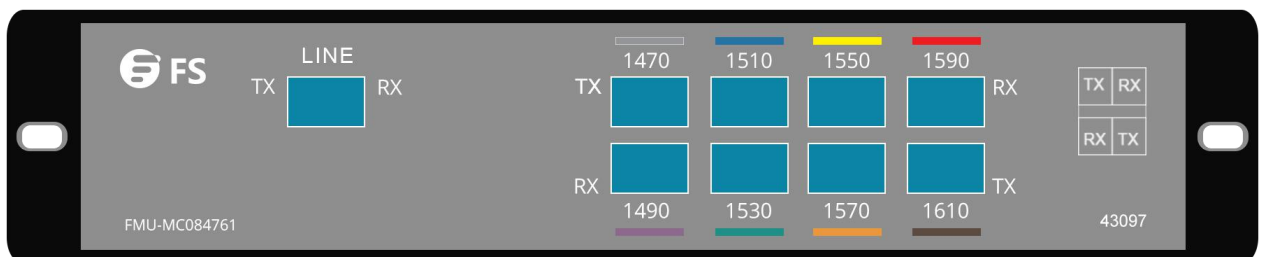 FS
LINE
TX RX
1470 1510 1550 1590
TX RX
RX TX
1490 1530 1570 1610
TX RX
RX TX
FMU-MC084761
43097